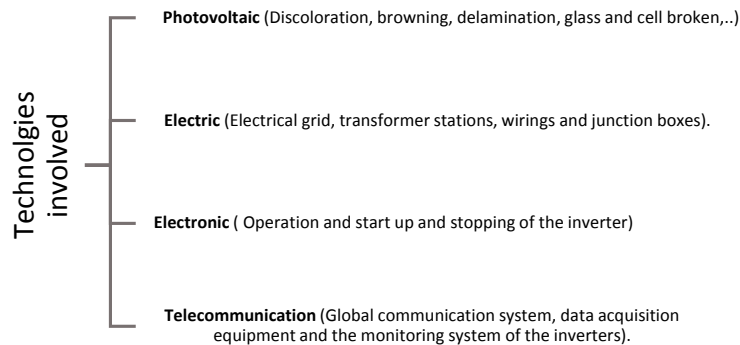 Photovoltaic (Discoloration, browning, delamination, glass and cell broken,..)
Technolgies
involved
Electric (Electrical grid, transformer stations, wirings and junction boxes).
Electronic ( Operation and start up and stopping of the inverter)
Telecommunication (Global communication system, data acquisition
equipment and the monitoring system of the inverters).